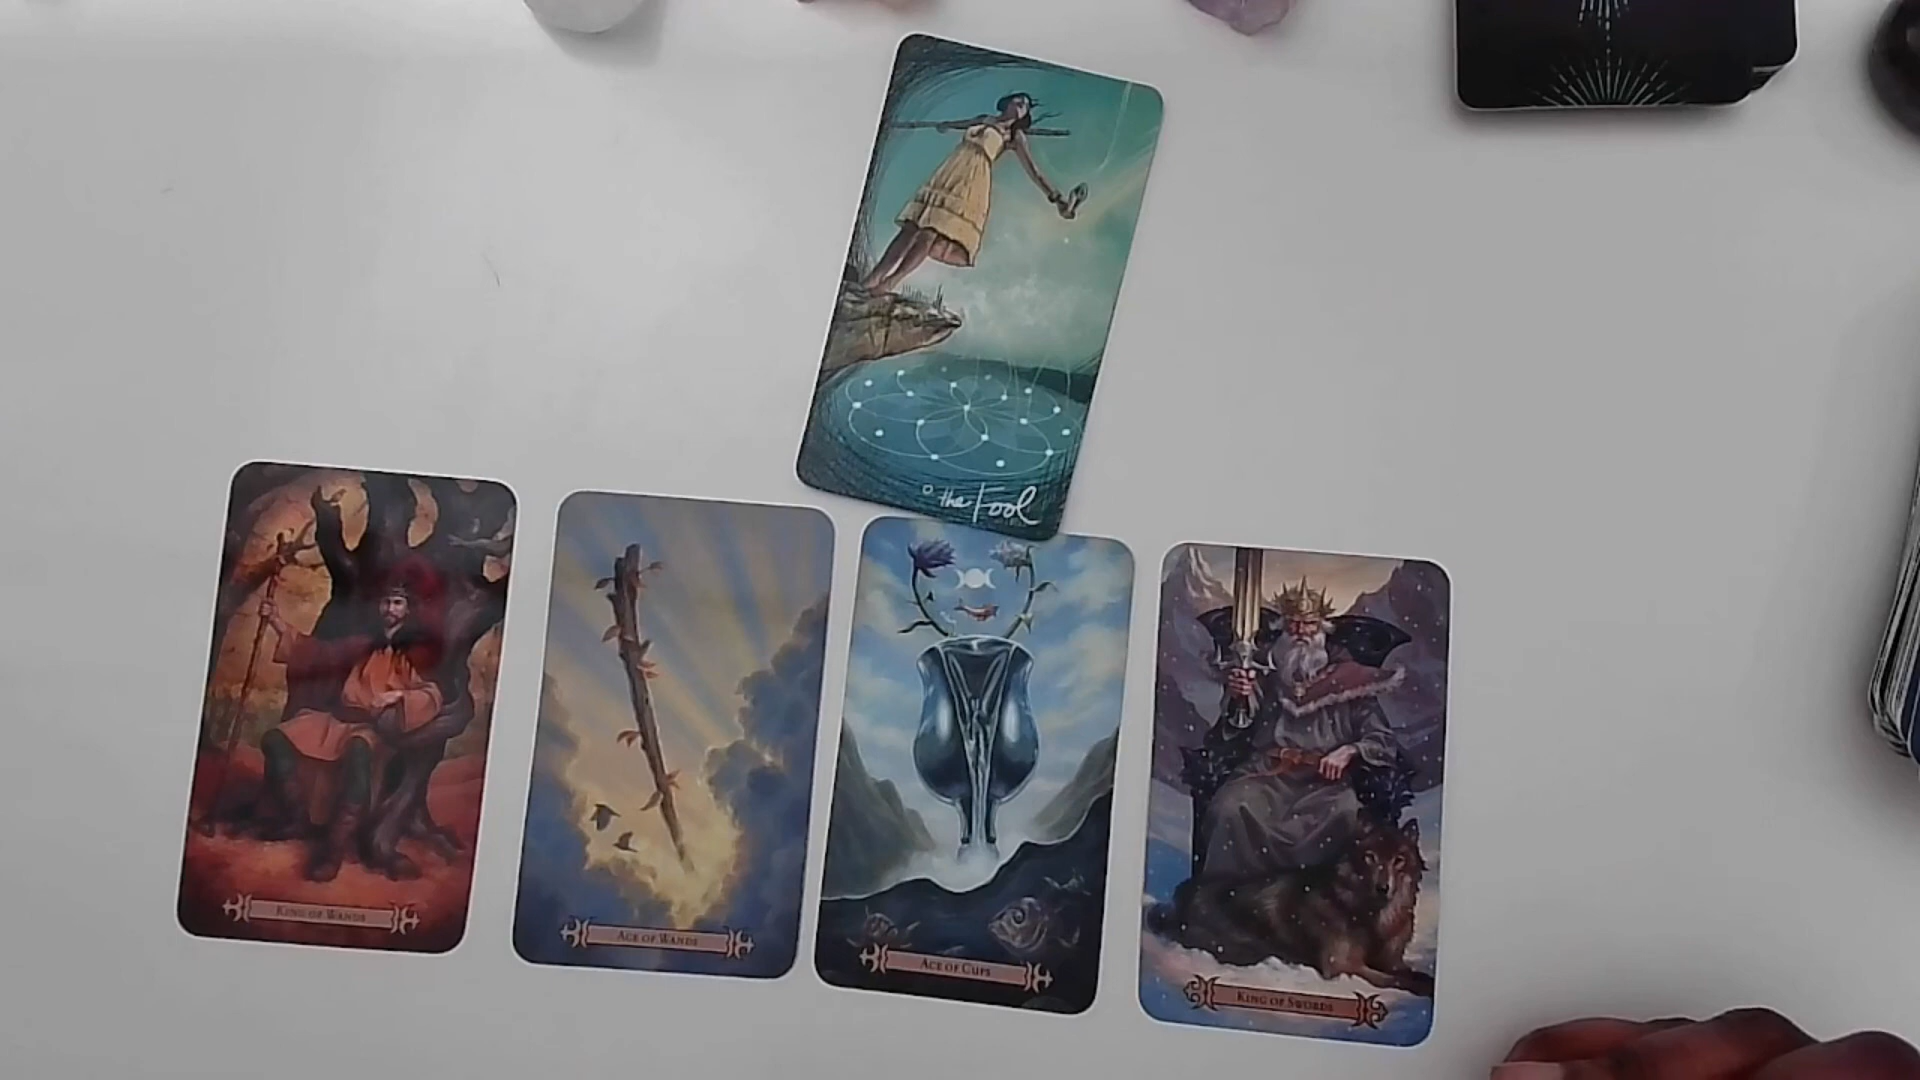 0 the Fool
KING OF WANDS
ACE OF WANDS
ACE OF CUPS
KING OF SWORDS